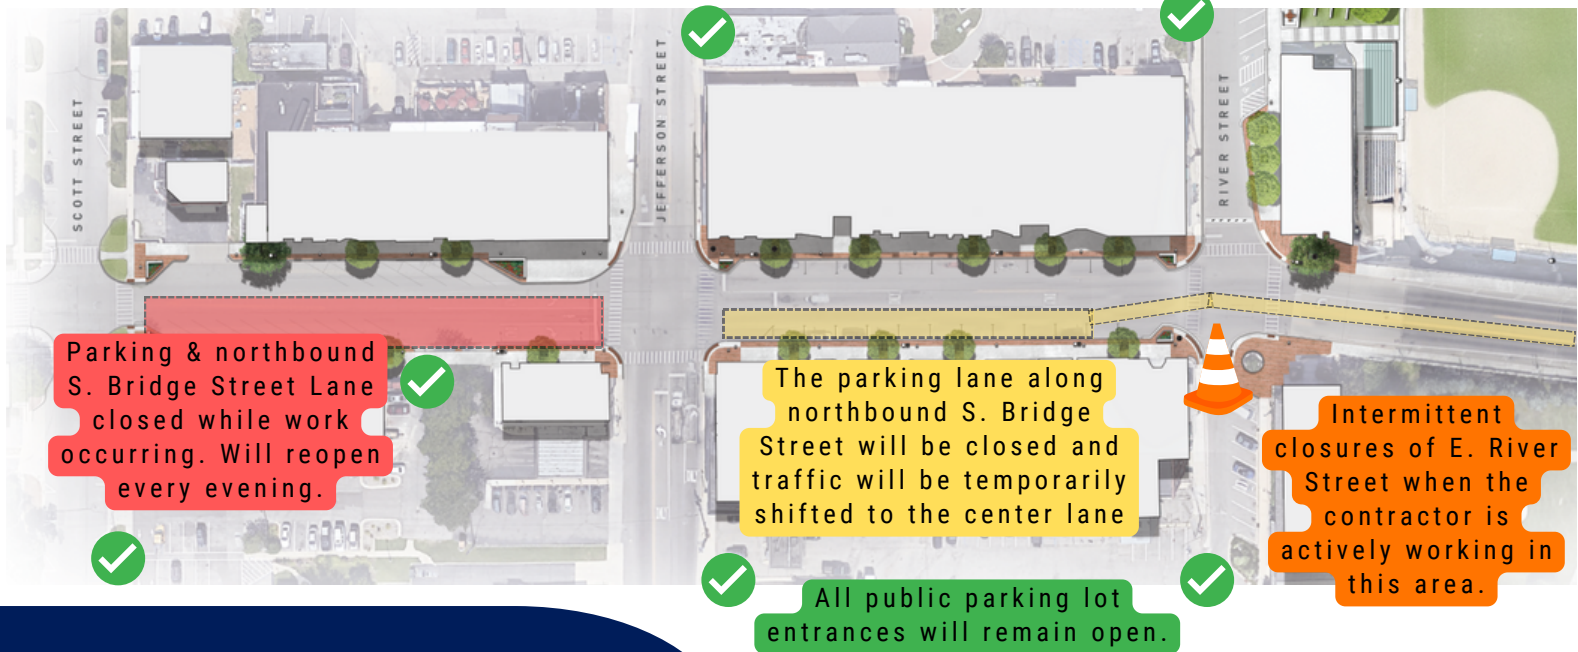 SCOTT STREET
JEFFERSON STREET
RIVER STREET
Parking & northbound
S. Bridge Street Lane
closed while work
occurring. Will reopen
every evening.
The parking lane along
northbound S. Bridge
Street will be closed and
traffic will be temporarily
shifted to the center lane
Intermittent
closures of E. River
Street when the
contractor is
actively working in
this area.
All public parking lot
entrances will remain open.